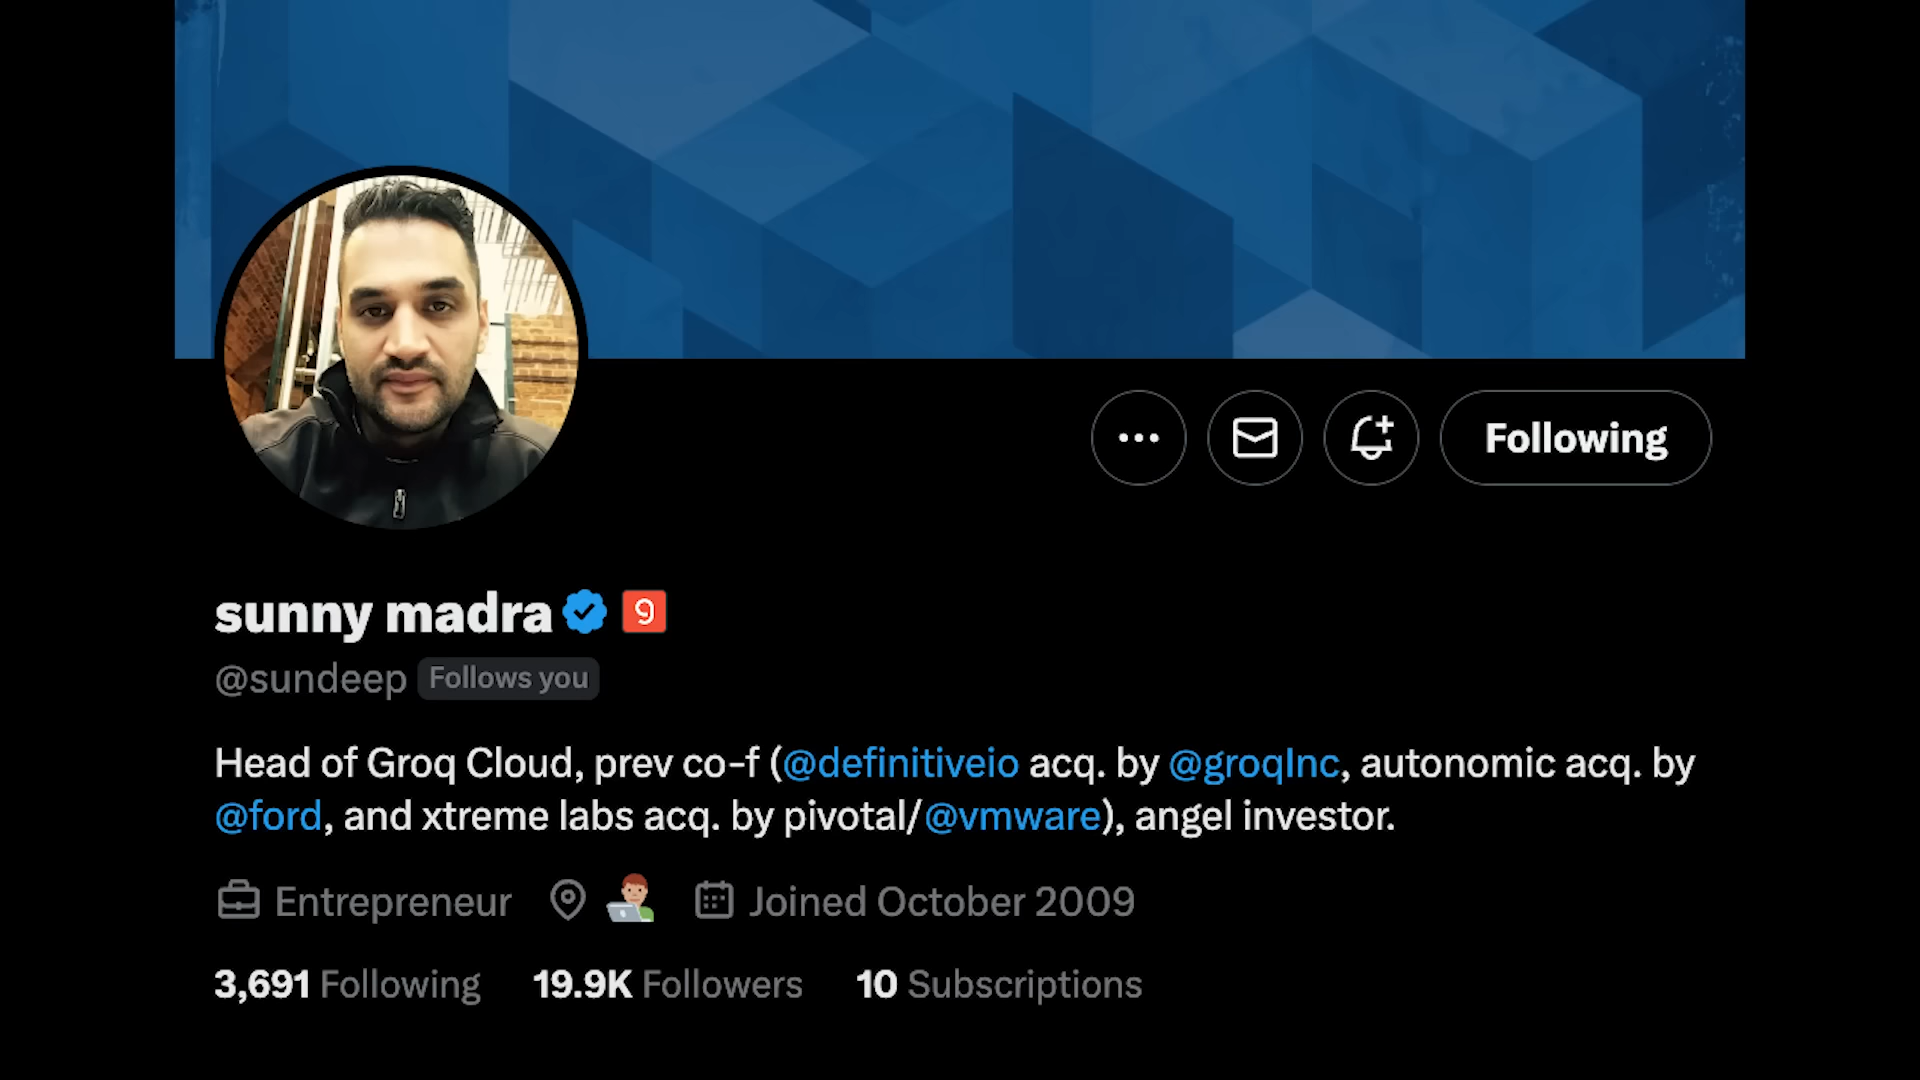 Following
sunny madra 9
@sundeep Follows you
Head of Groq Cloud, prev co-f (@definitiveio acq. by @groqInc, autonomic acq. by
@ford, and xtreme labs acq. by pivotal/@vmware), angel investor.
Entrepreneur Joined October 2009
3,691 Following 19.9K Followers 10 Subscriptions